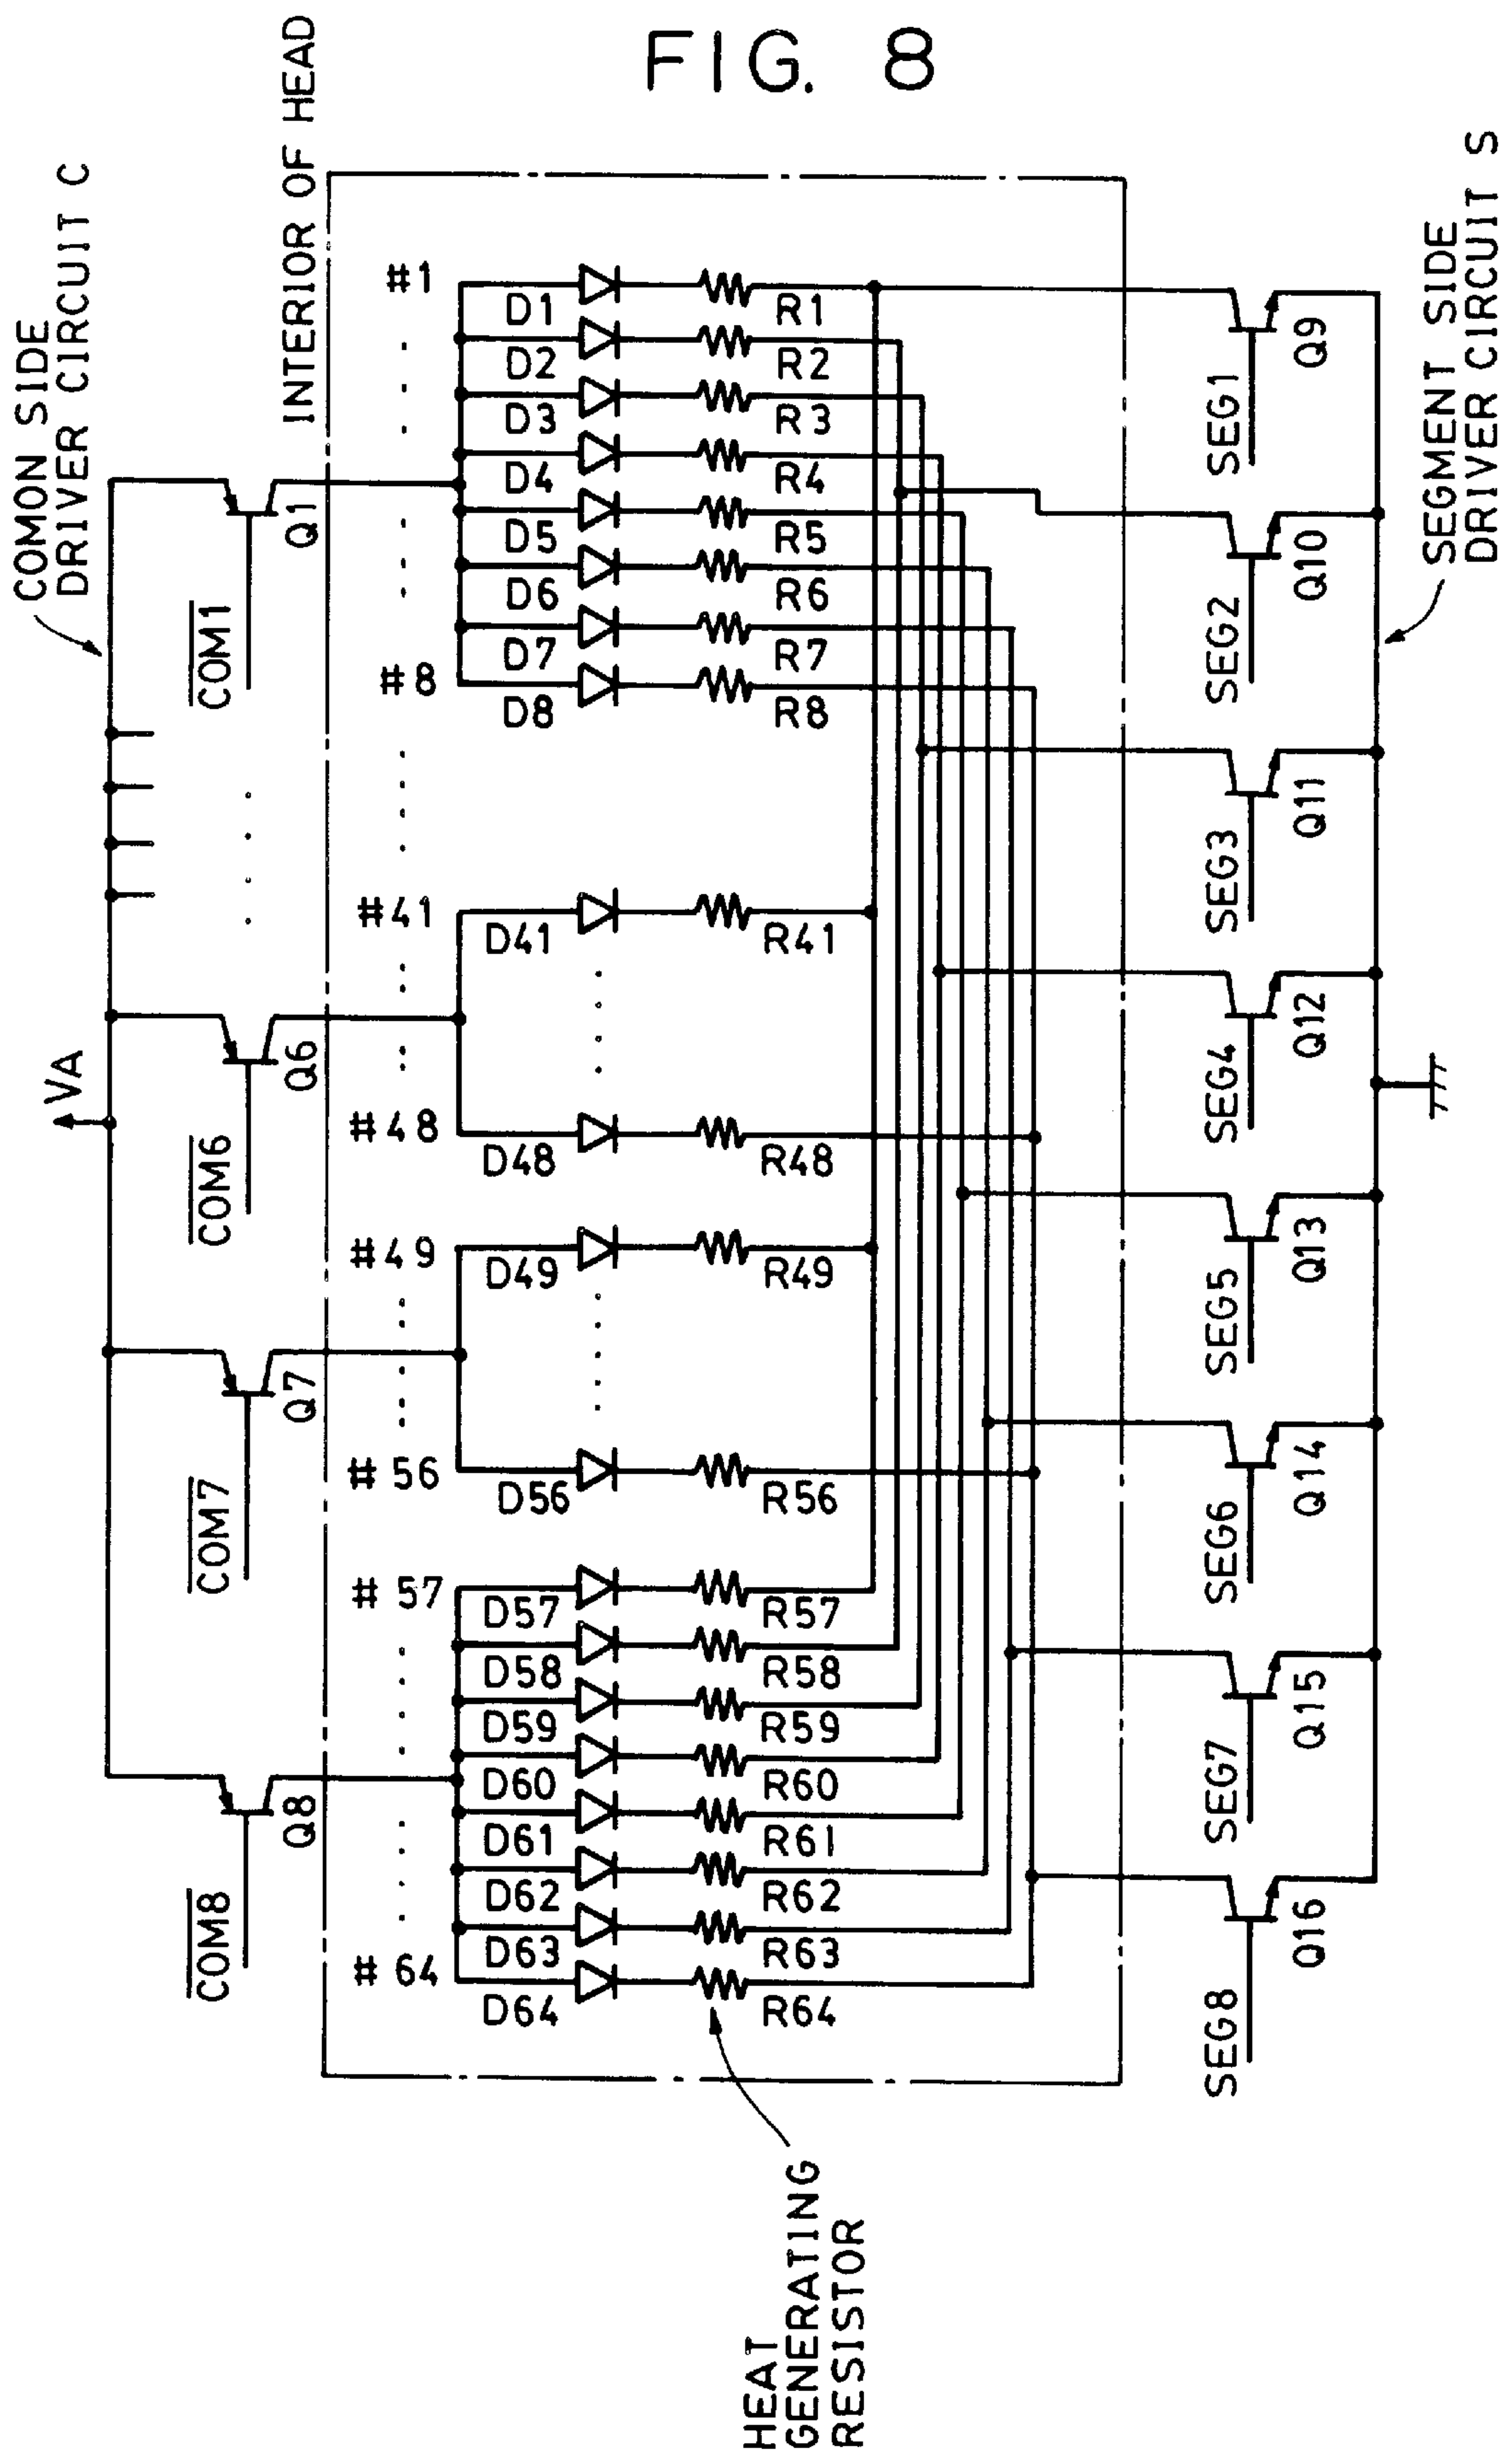 FIG. 8
COMON SIDE
DRIVER CIRCUIT C
INTERIOR OF HEAD
VA
COM8
COM7
COM6
COM1
Q8
Q7
Q6
Q1
#64
#57
#56
#49
#48
#41
#8
#1
D64
D63
D62
D61
D60
D59
D58
D57
D56
D49
D48
D41
D8
D7
D6
D5
D4
D3
D2
D1
R64
R63
R62
R61
R60
R59
R58
R57
R56
R49
R48
R41
R8
R7
R6
R5
R4
R3
R2
R1
HEAT
GENERATING
RESISTOR
SEG8
SEG7
SEG6
SEG5
SEG4
SEG3
SEG2
SEG1
Q16
Q15
Q14
Q13
Q12
Q11
Q10
Q9
SEGMENT SIDE
DRIVER CIRCUIT S